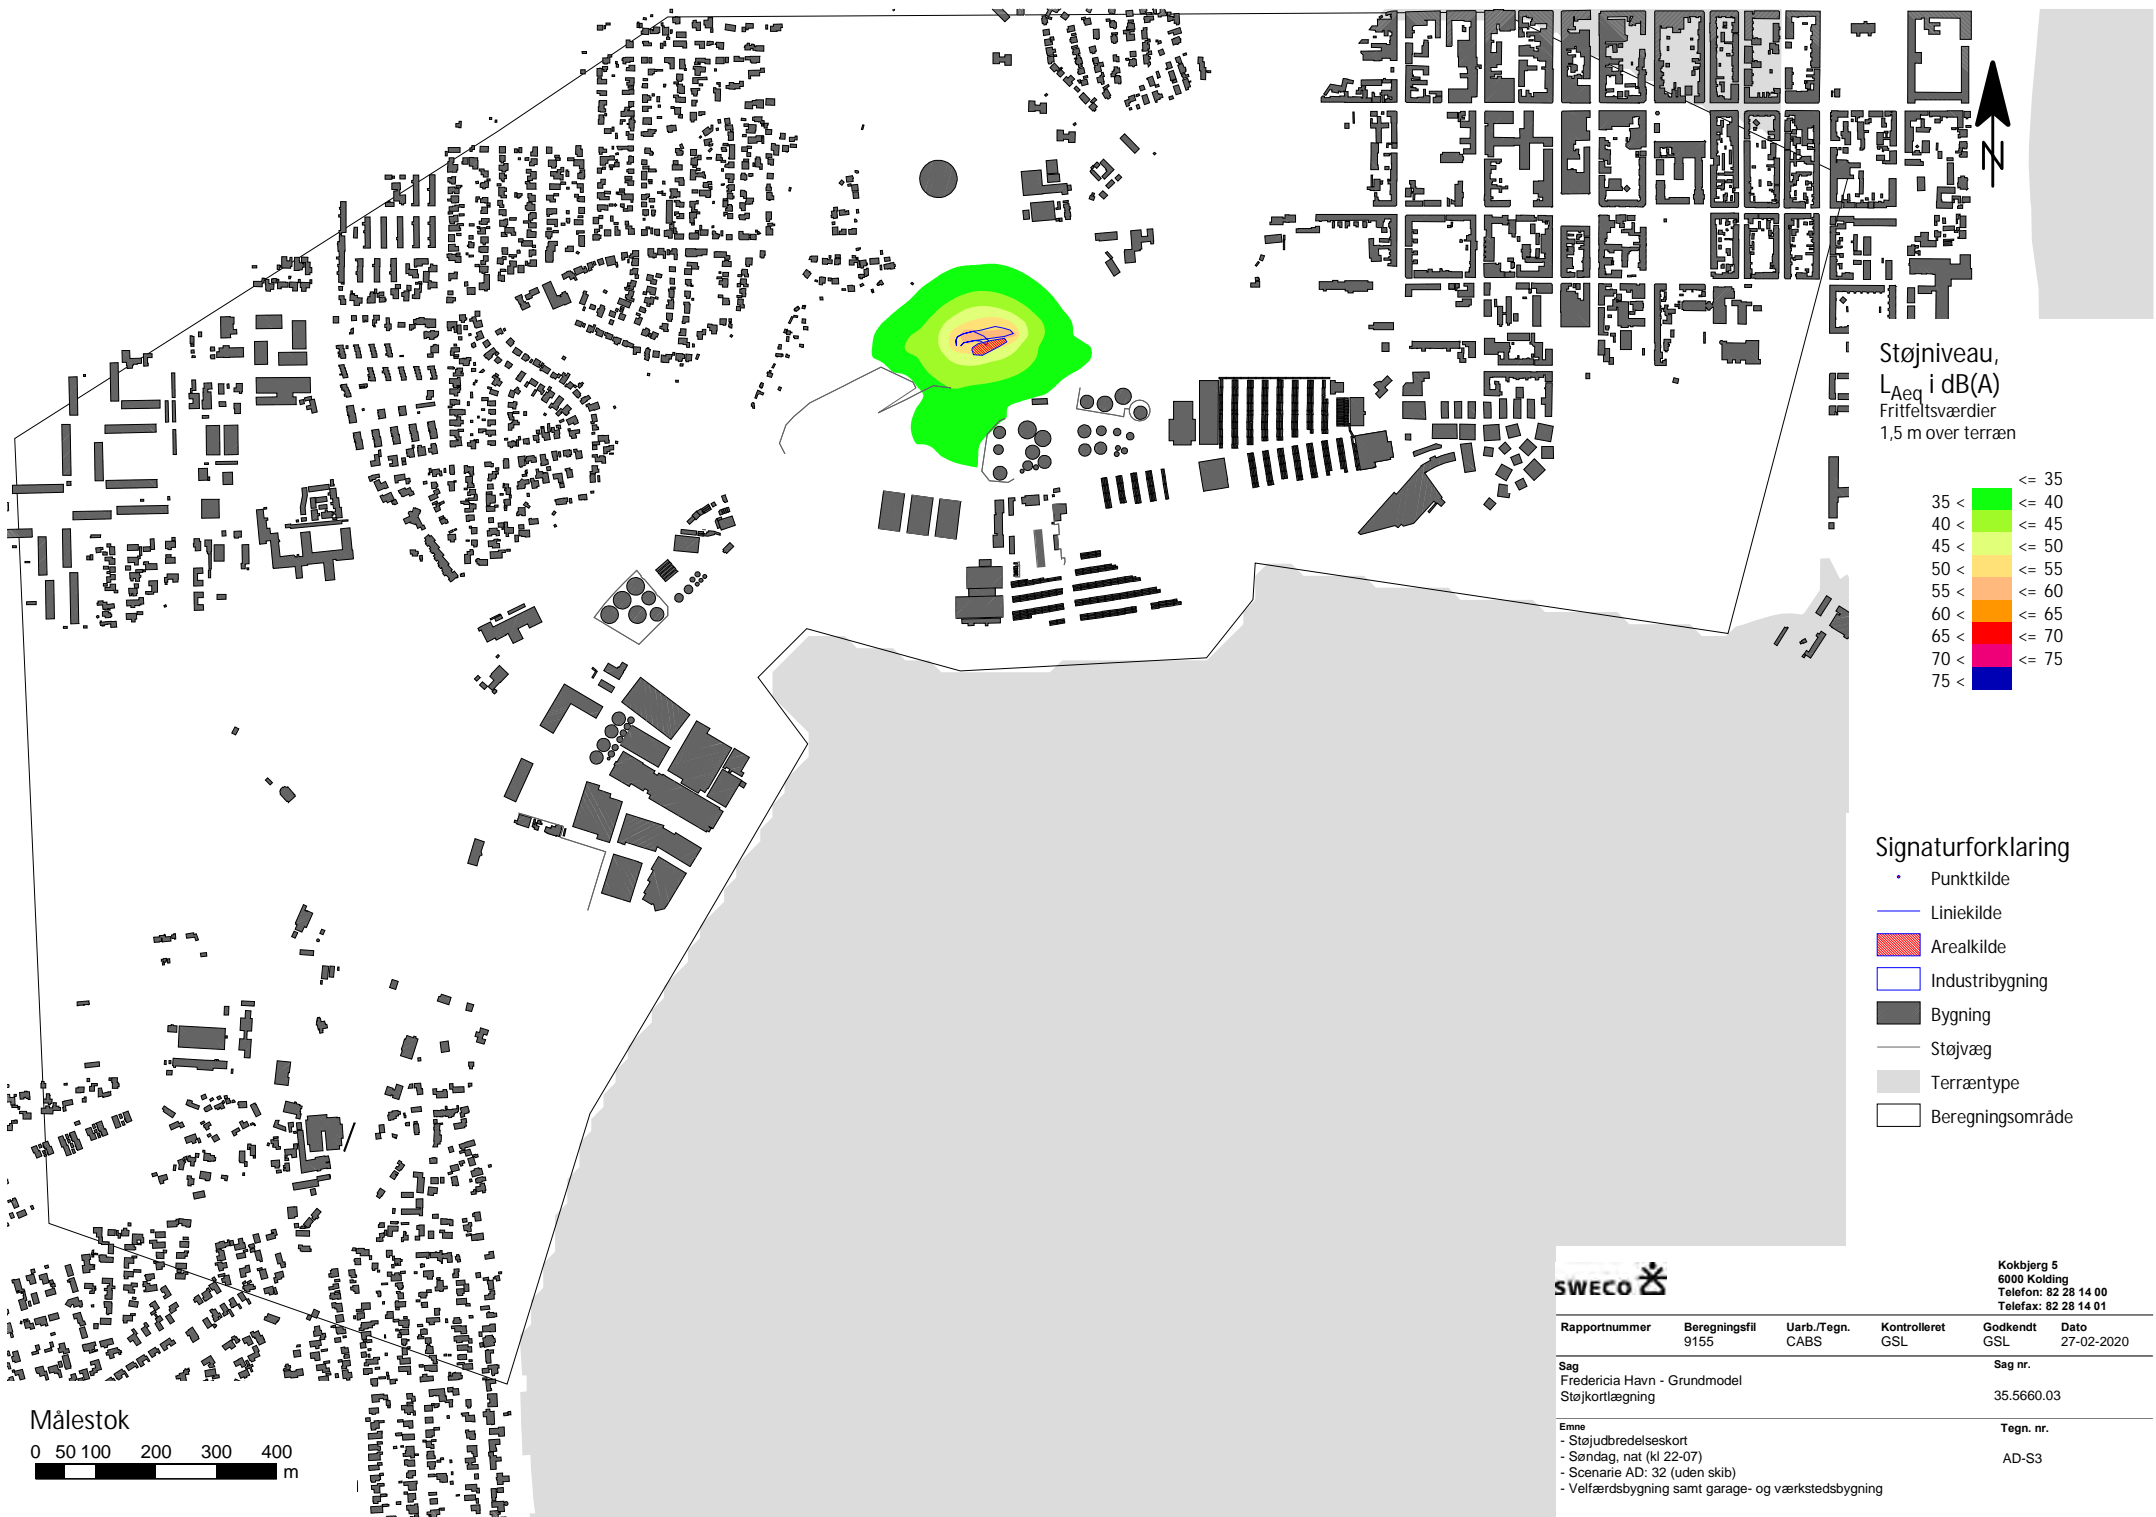 N
Støjniveau,
LAeq i dB(A)
Fritfeltsværdier
1,5 m over terræn
<= 35
35 < <= 40
40 < <= 45
45 < <= 50
50 < <= 55
55 < <= 60
60 < <= 65
65 < <= 70
70 < <= 75
75 <
Signaturforklaring
Punktkilde
Liniekilde
Arealkilde
Industribygning
Bygning
Støjvæg
Terræntype
Beregningsområde
Målestok
0 50 100 200 300 400
m
SWECO
Kokbjerg 5
6000 Kolding
Telefon: 82 28 14 00
Telefax: 82 28 14 01
Rapportnummer Beregningsfil Uarb./Tegn. Kontrolleret Godkendt Dato
9155 CABS GSL GSL 27-02-2020
Sag Sag nr.
Fredericia Havn - Grundmodel
Støjkortlægning 35.5660.03
Emne Tegn. nr.
- Støjudbredelseskort
- Søndag, nat (kl 22-07) AD-S3
- Scenarie AD: 32 (uden skib)
- Velfærdsbygning samt garage- og værkstedsbygning